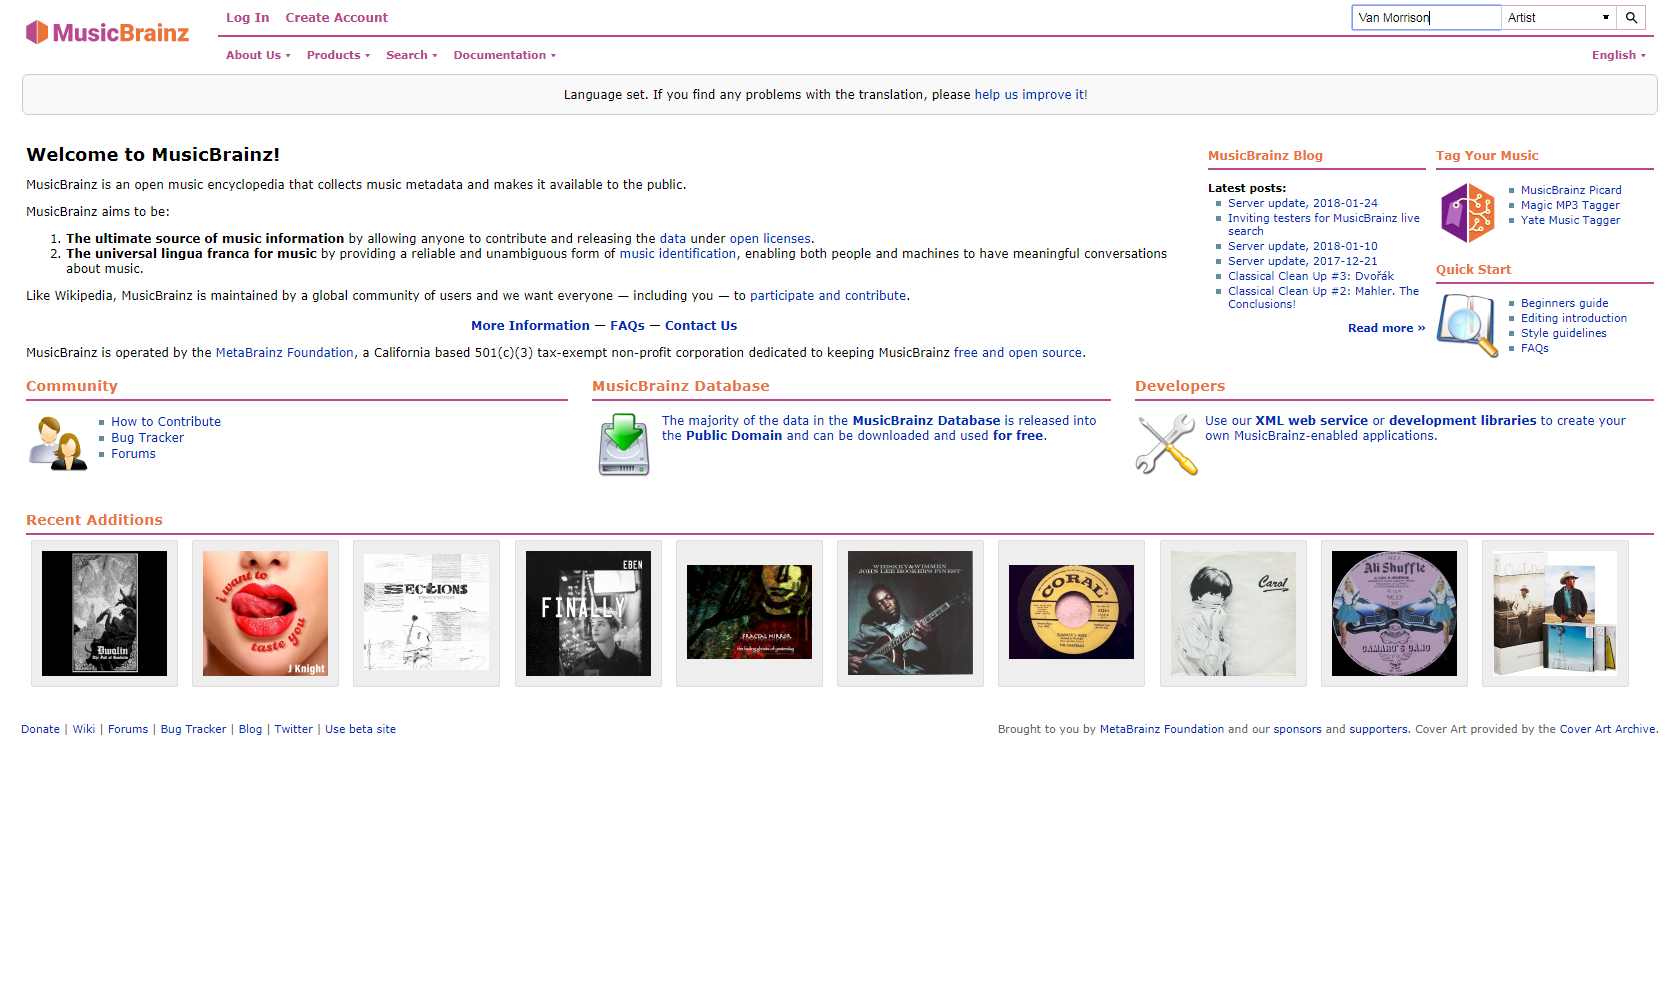 MusicBrainz
Log In Create Account
Van Morrison
Artist
About Us Products Search Documentation
English
Language set. If you find any problems with the translation, please help us improve it!
Welcome to MusicBrainz!
MusicBrainz is an open music encyclopedia that collects music metadata and makes it available to the public.
MusicBrainz aims to be:
1. The ultimate source of music information by allowing anyone to contribute and releasing the data under open licenses.
2. The universal lingua franca for music by providing a reliable and unambiguous form of music identification, enabling both people and machines to have meaningful conversations
about music.
Like Wikipedia, MusicBrainz is maintained by a global community of users and we want everyone — including you — to participate and contribute.
More Information — FAQs — Contact Us
MusicBrainz is operated by the MetaBrainz Foundation, a California based 501(c)(3) tax-exempt non-profit corporation dedicated to keeping MusicBrainz free and open source.
MusicBrainz Blog
Latest posts:
Server update, 2018-01-24
Inviting testers for MusicBrainz live
search
Server update, 2018-01-10
Server update, 2017-12-21
Classical Clean Up #3: Dvořák
Classical Clean Up #2: Mahler. The
Conclusions!
Read more »
Tag Your Music
MusicBrainz Picard
Magic MP3 Tagger
Yate Music Tagger
Quick Start
Beginners guide
Editing introduction
Style guidelines
FAQs
Community
How to Contribute
Bug Tracker
Forums
MusicBrainz Database
The majority of the data in the MusicBrainz Database is released into
the Public Domain and can be downloaded and used for free.
Developers
Use our XML web service or development libraries to create your
own MusicBrainz-enabled applications.
Recent Additions
Dwalin
i want to
taste you
J Knight
SECTIONS
EBEN
FINALLY
FRACTAL MIRROR
the fading ghosts of yesterday
WHISKEY & WIMMEN
JOHN LEE HOOKER'S FINEST
CORAL
Carol
Ali Shuffle
CAMARO'S GANG
Donate | Wiki | Forums | Bug Tracker | Blog | Twitter | Use beta site
Brought to you by MetaBrainz Foundation and our sponsors and supporters. Cover Art provided by the Cover Art Archive.